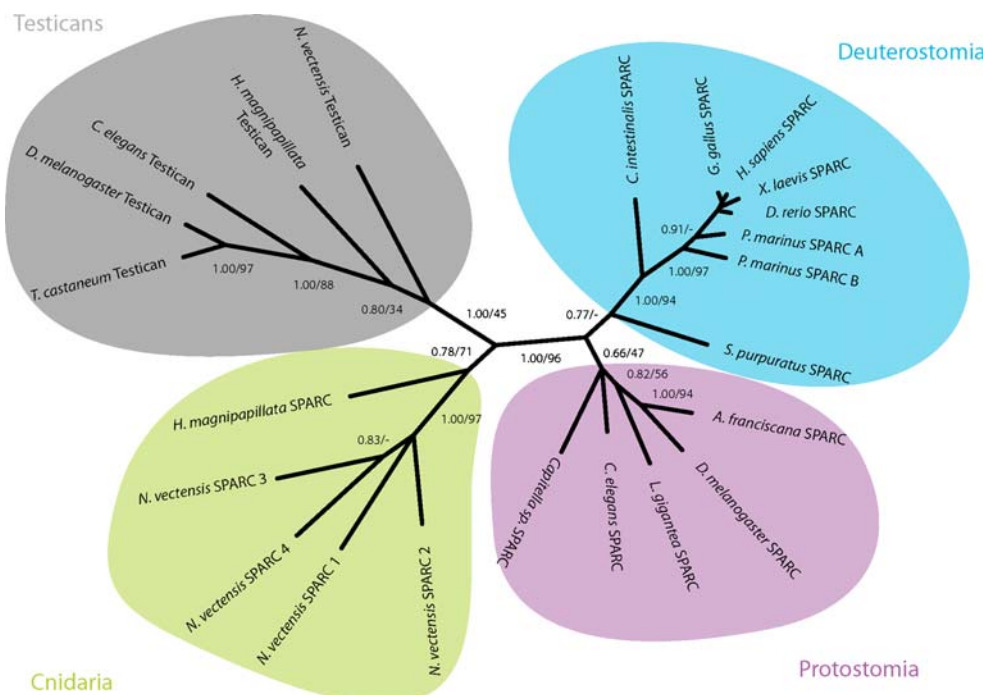 Testicans
N. vectensis Testican
H. magnipapillata
Testican
C. elegans Testican
D. melanogaster Testican
T. castaneum Testican
1.00/97
1.00/88
0.80/34
1.00/45
Deuterostomia
C. intestinalis SPARC
G. gallus SPARC
H. sapiens SPARC
X. laevis SPARC
D. rerio SPARC
P. marinus SPARC A
P. marinus SPARC B
0.91/-
1.00/97
1.00/94
0.77/-
S. purpuratus SPARC
0.78/71
1.00/96
0.66/47
0.82/56
1.00/94
H. magnipapillata SPARC
1.00/97
0.83/-
N. vectensis SPARC 3
N. vectensis SPARC 4
N. vectensis SPARC 1
N. vectensis SPARC 2
Cnidaria
A. franciscana SPARC
D. melanogaster SPARC
L. gigantea SPARC
C. elegans SPARC
Capitella sp. SPARC
Protostomia